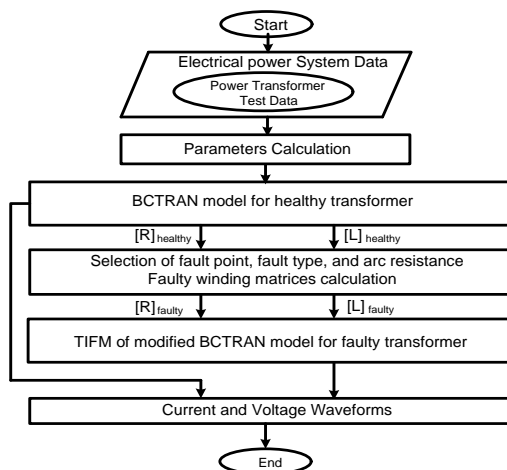 Start
Electrical power System Data
Power Transformer
Test Data
Parameters Calculation
BCTRAN model for healthy transformer
[R] healthy [L] healthy
Selection of fault point, fault type, and arc resistance
Faulty winding matrices calculation
[R] faulty [L] faulty
TIFM of modified BCTRAN model for faulty transformer
Current and Voltage Waveforms
End